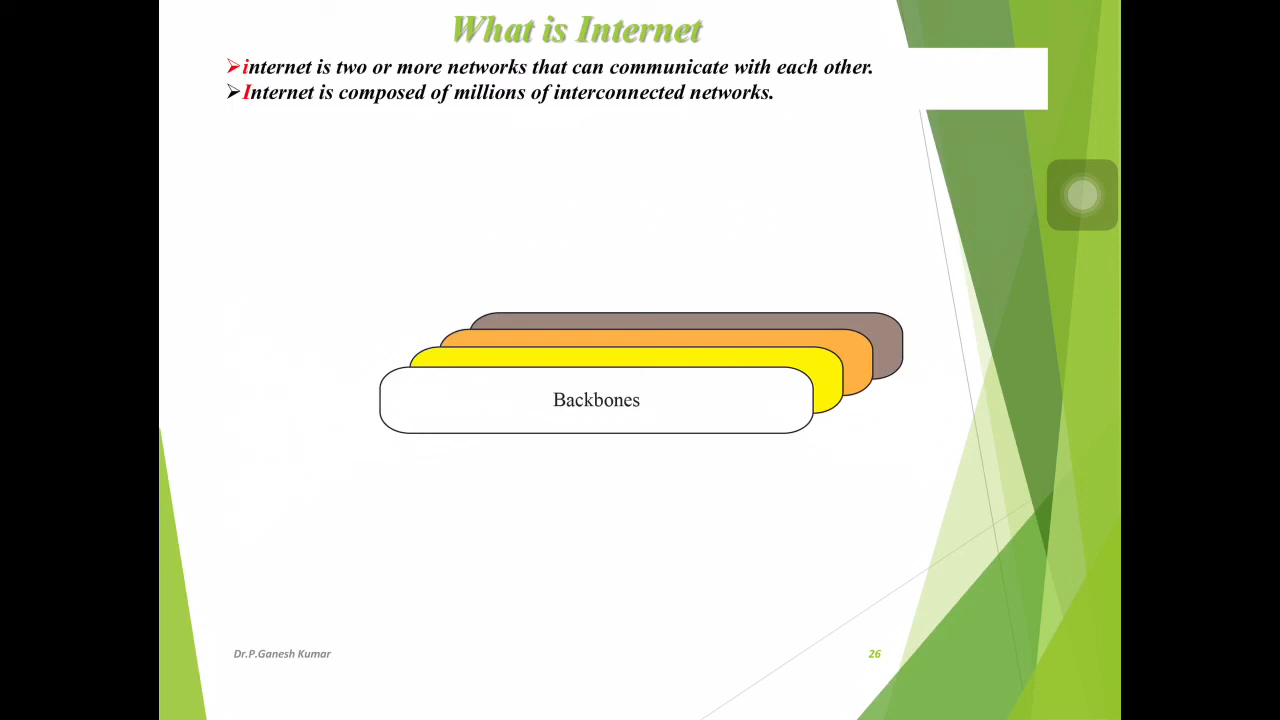 What is Internet
internet is two or more networks that can communicate with each other.
Internet is composed of millions of interconnected networks.
Backbones
Dr.P.Ganesh Kumar
26